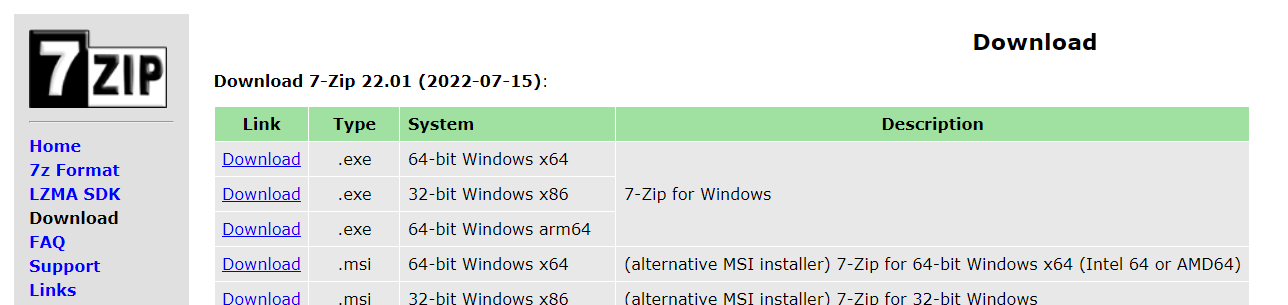 7ZIP
Home
7z Format
LZMA SDK
Download
FAQ
Support
Links
Download
Download 7-Zip 22.01 (2022-07-15):
Link Type System Description
Download .exe 64-bit Windows x64
Download .exe 32-bit Windows x86 7-Zip for Windows
Download .exe 64-bit Windows arm64
Download .msi 64-bit Windows x64 (alternative MSI installer) 7-Zip for 64-bit Windows x64 (Intel 64 or AMD64)
Download .msi 32-bit Windows x86 (alternative MSI installer) 7-Zip for 32-bit Windows